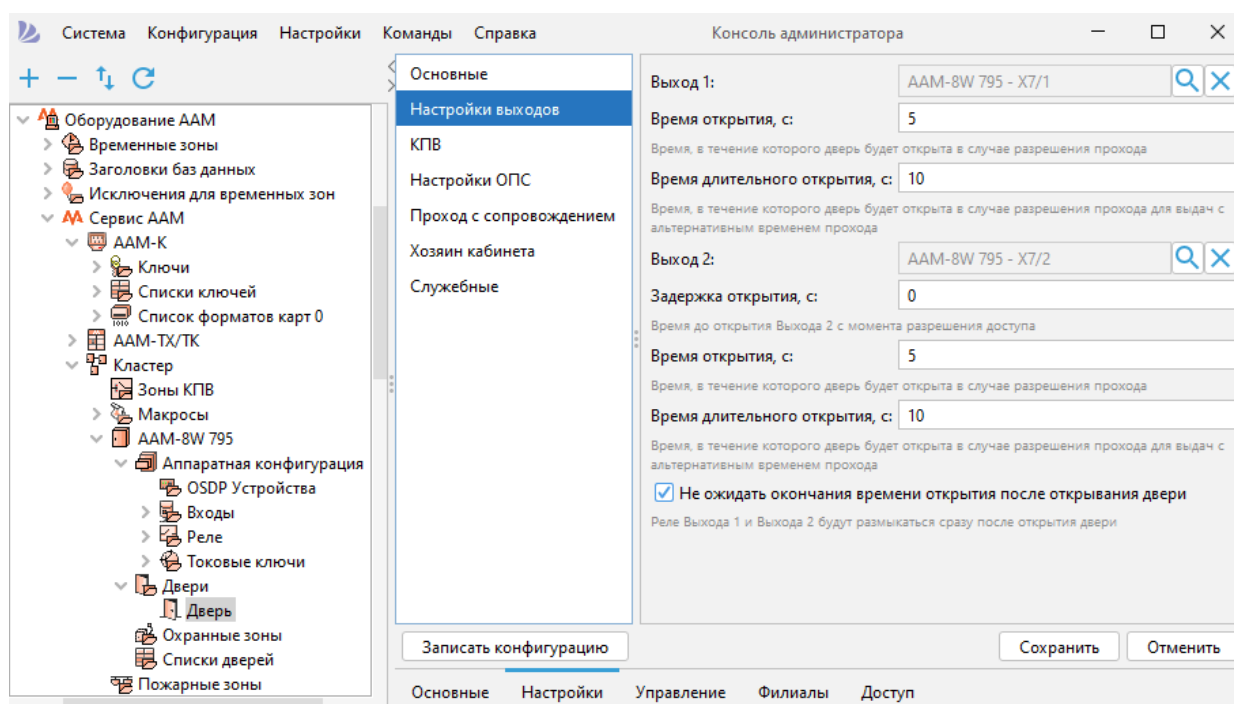 Система Конфигурация Настройки Команды Справка Консоль администратора
Оборудование ААМ
Временные зоны
Заголовки баз данных
Исключения для временных зон
Сервис ААМ
ААМ-К
Ключи
Списки ключей
Список форматов карт 0
ААМ-ТХ/ТК
Кластер
Зоны КПВ
Макросы
ААМ-8W 795
Аппаратная конфигурация
OSDP Устройства
Входы
Реле
Токовые ключи
Двери
Дверь
Охранные зоны
Списки дверей
Пожарные зоны
Основные
Настройки выходов
КПВ
Настройки ОПС
Проход с сопровождением
Хозяин кабинета
Служебные
Выход 1: ААМ-8W 795 - X7/1
Время открытия, с: 5
Время, в течение которого дверь будет открыта в случае разрешения прохода
Время длительного открытия, с: 10
Время, в течение которого дверь будет открыта в случае разрешения прохода для выдач с
альтернативным временем прохода
Выход 2: ААМ-8W 795 - X7/2
Задержка открытия, с: 0
Время до открытия Выхода 2 с момента разрешения доступа
Время открытия, с: 5
Время, в течение которого дверь будет открыта в случае разрешения прохода
Время длительного открытия, с: 10
Время, в течение которого дверь будет открыта в случае разрешения прохода для выдач с
альтернативным временем прохода
Не ожидать окончания времени открытия после открывания двери
Реле Выхода 1 и Выхода 2 будут размыкаться сразу после открытия двери
Записать конфигурацию Сохранить Отменить
Основные Настройки Управление Филиалы Доступ